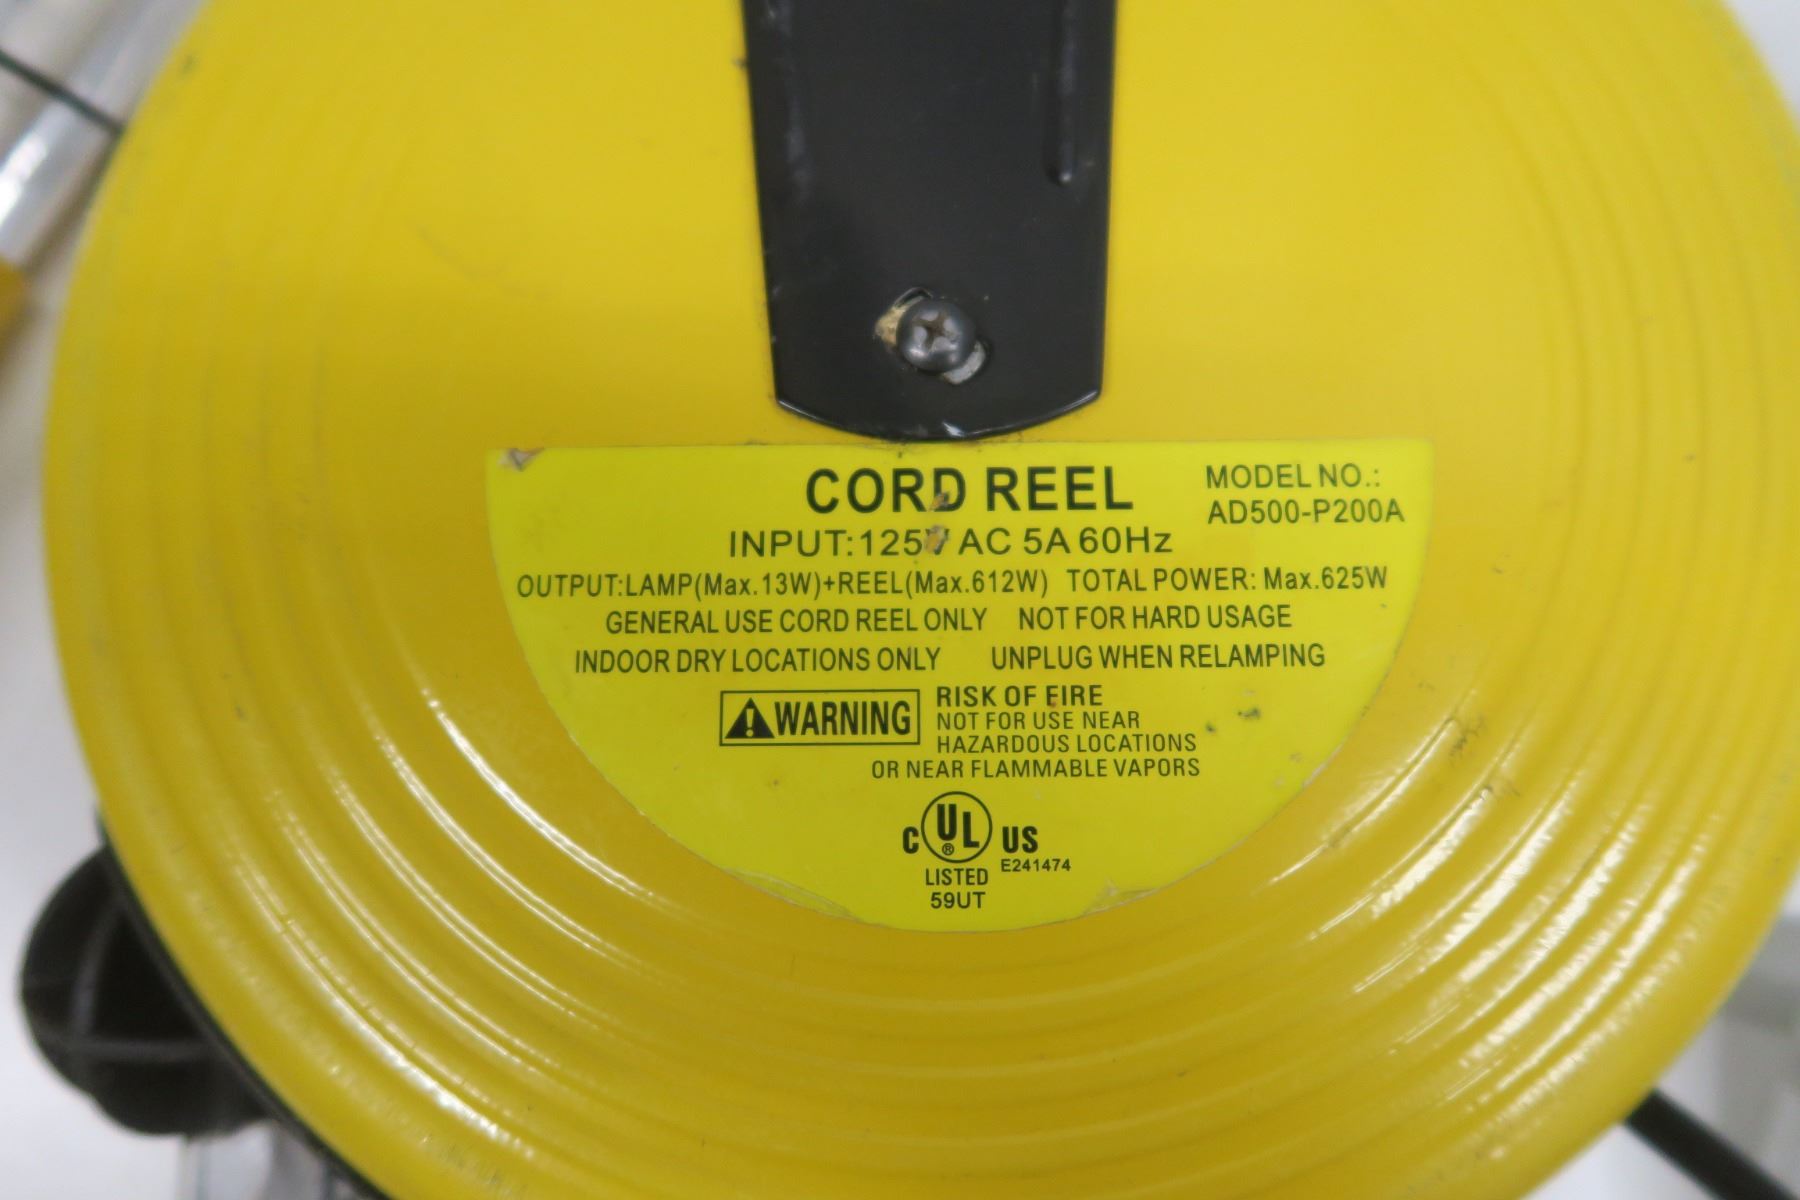 CORD REEL
MODEL NO.:
AD500-P200A
INPUT:125V AC 5A 60Hz
OUTPUT:LAMP(Max.13W)+REEL(Max.612W) TOTAL POWER: Max.625W
GENERAL USE CORD REEL ONLY NOT FOR HARD USAGE
INDOOR DRY LOCATIONS ONLY UNPLUG WHEN RELAMPING
WARNING
RISK OF FIRE
NOT FOR USE NEAR
HAZARDOUS LOCATIONS
OR NEAR FLAMMABLE VAPORS
C UL® US
LISTED E241474
59UT